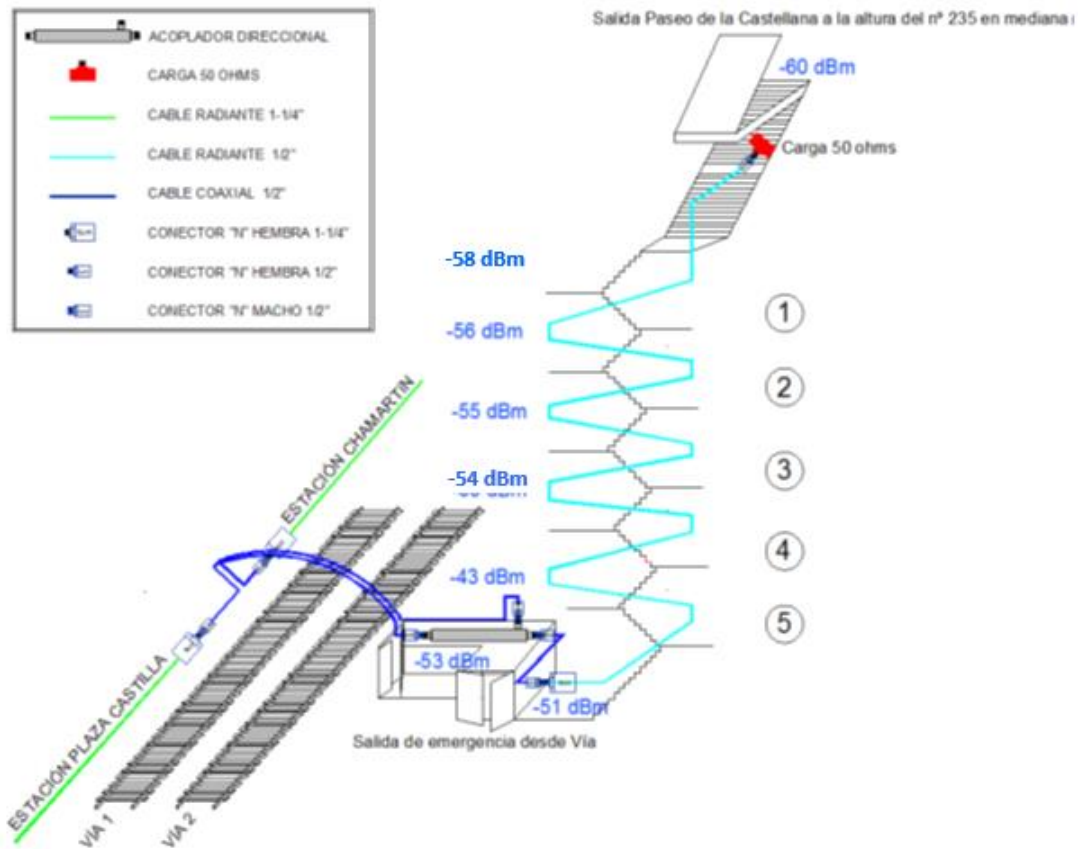 ACOPLADOR DIRECCIONAL
CARGA 50 OHMS
CABLE RADIANTE 1-1/4"
CABLE RADIANTE 1/2"
CABLE COAXIAL 1/2"
CONECTOR "N" HEMBRA 1-1/4"
CONECTOR "N" HEMBRA 1/2"
CONECTOR "N" MACHO 1/2"
Salida Paseo de la Castellana a la altura del nº 235 en mediana
-60 dBm
Carga 50 ohms
-58 dBm
1
-56 dBm
2
-55 dBm
3
-54 dBm
4
-43 dBm
5
ESTACIÓN CHAMARTIN
-53 dBm
-51 dBm
Salida de emergencia desde Vía
ESTACIÓN PLAZA CASTILLA
VÍA 1
VÍA 2